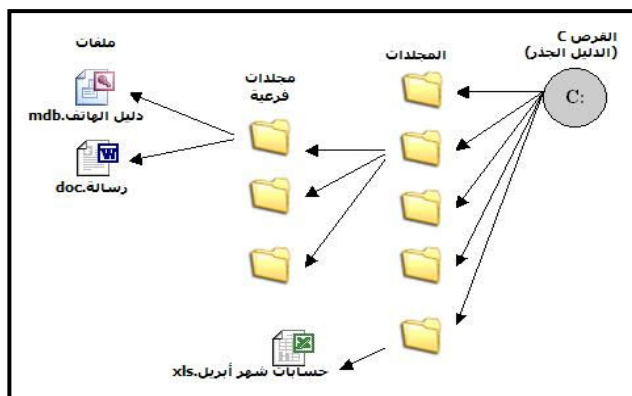 القرص C
(الدليل الجذر)
C:
المجلدات
مجلدات
فرعية
ملفات
دليل الهاتف.mdb
رسالة.doc
حسابات شهر أبريل.xls